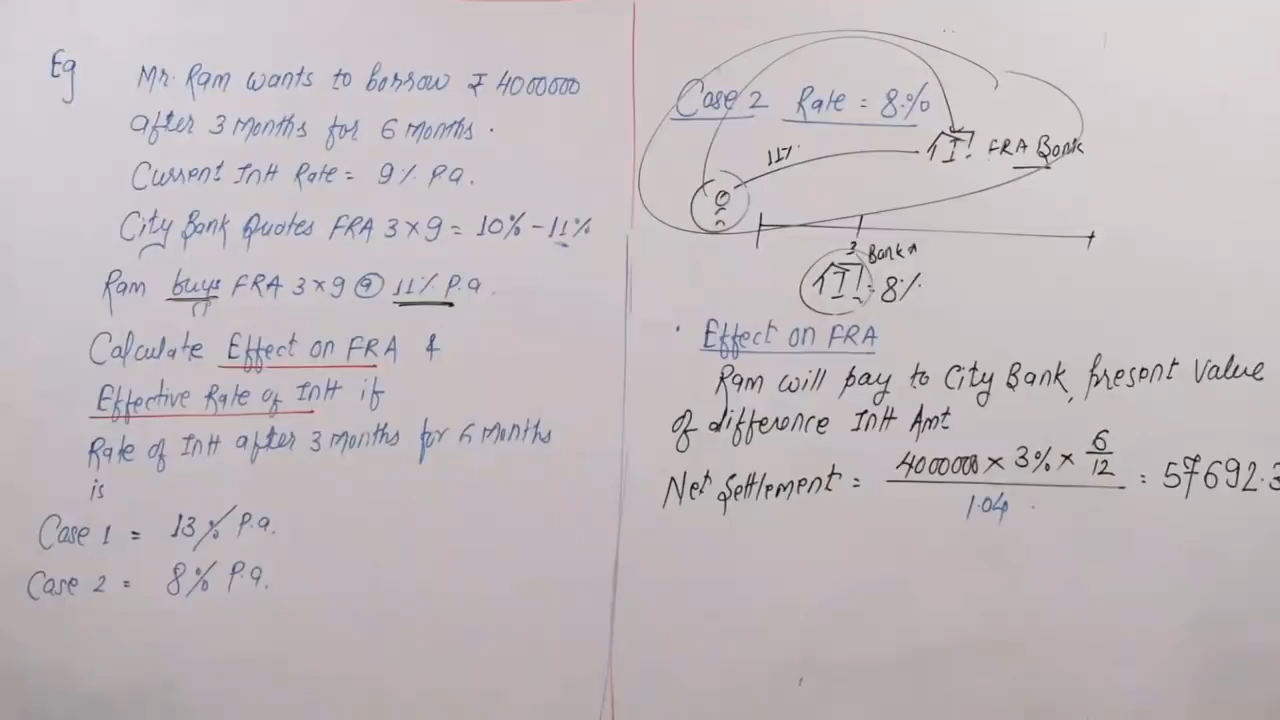 Eg Mr. Ram wants to borrow ₹ 4000000
after 3 Months for 6 Months.
Current Intt Rate = 9% P.a.
City Bank Quotes FRA 3×9 = 10% - 11%
Ram buys FRA 3×9 @ 11% P.a.
Calculate Effect on FRA &
Effective Rate of Intt if
Rate of Intt after 3 Months for 6 Months
is
Case 1 = 13% P.a.
Case 2 = 8% P.a.
Case 2 Rate = 8.%
11%
FRA Bank
3 Bank
8%
Effect on FRA
Ram will pay to City Bank, present value
of difference Intt Amt
Net Settlement = 4000000 × 3% × 6/12
1.04
= 57692.3